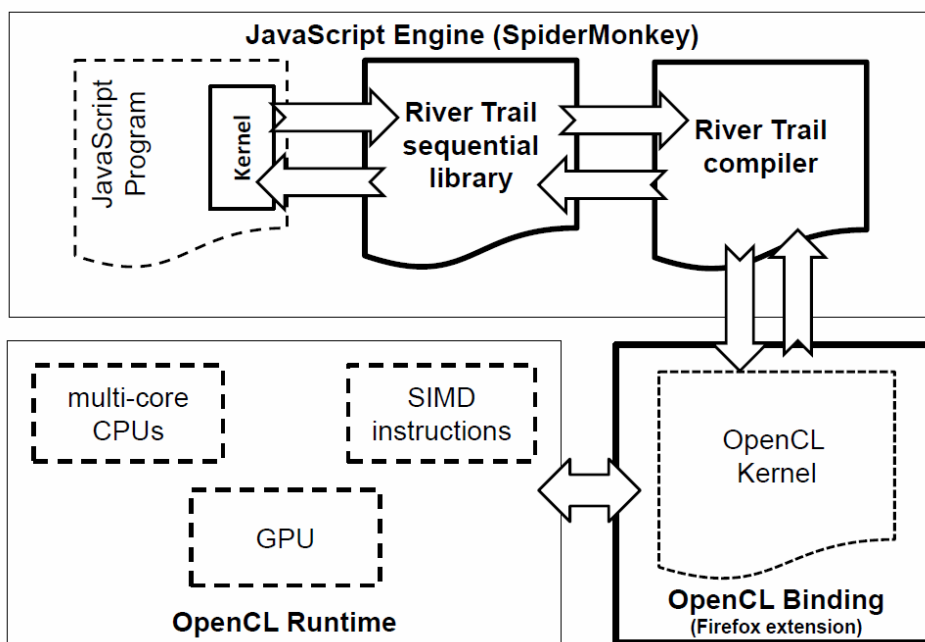 JavaScript Engine (SpiderMonkey)
JavaScript
Program
Kernel
River Trail
sequential
library
River Trail
compiler
multi-core
CPUs
SIMD
instructions
GPU
OpenCL Runtime
OpenCL
Kernel
OpenCL Binding
(Firefox extension)